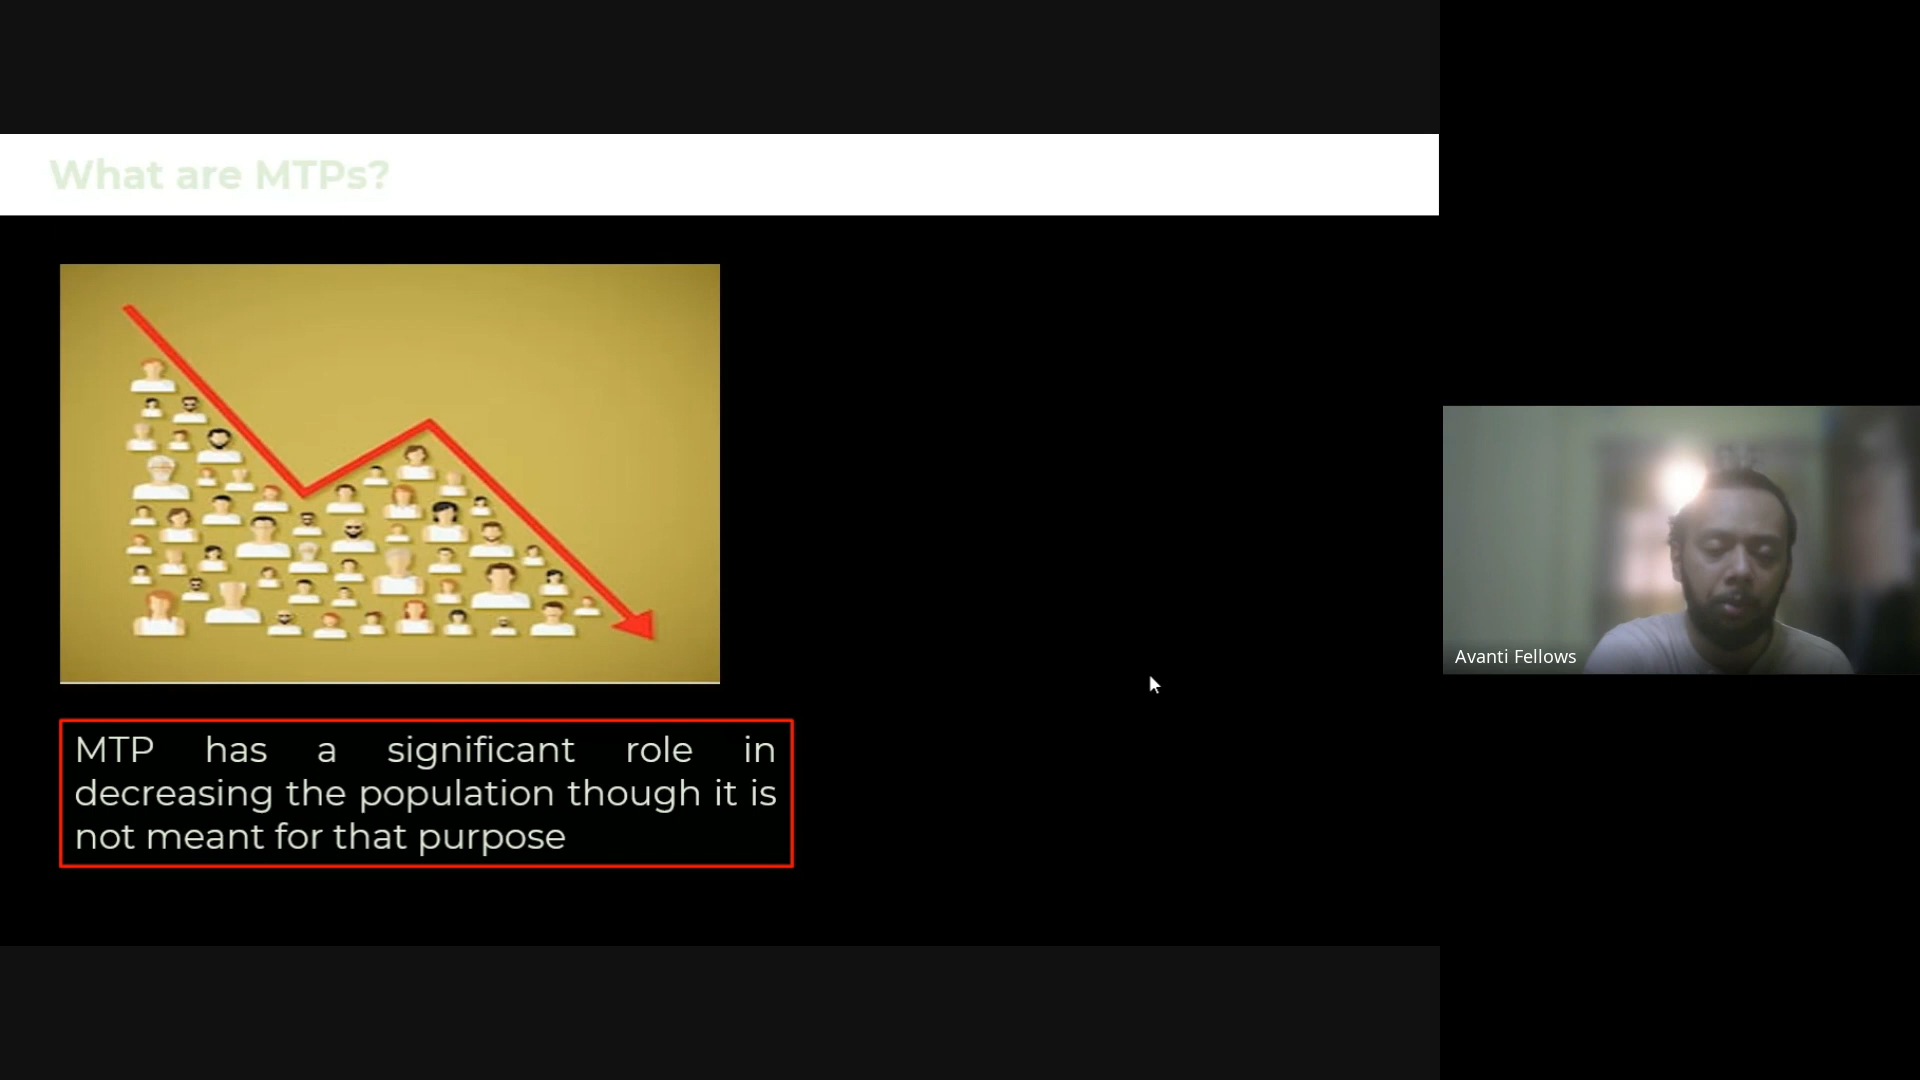 What are MTPs?
MTP has a significant role in
decreasing the population though it is
not meant for that purpose
Avanti Fellows